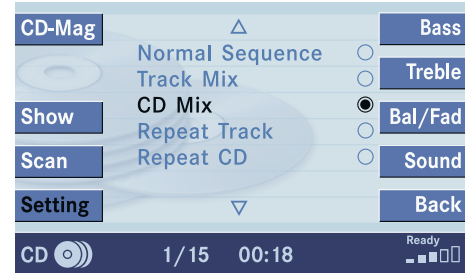 CD-Mag
Bass
Normal Sequence
Track Mix
Treble
CD Mix
Show
Bal/Fad
Repeat Track
Scan
Repeat CD
Sound
Setting
Back
CD
1/15 00:18
Ready